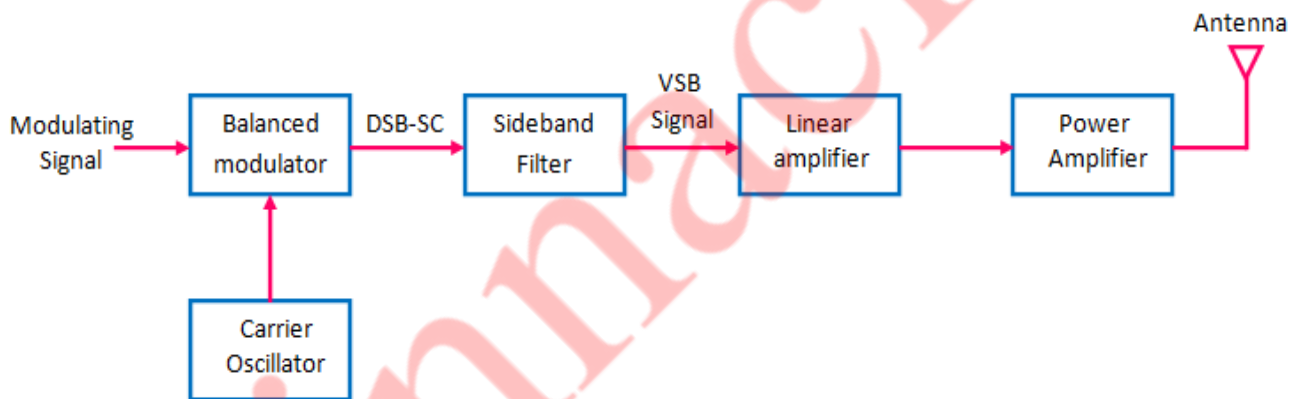 Antenna
Modulating
Signal
Balanced
modulator
DSB-SC
Sideband
Filter
VSB
Signal
Linear
amplifier
Power
Amplifier
Carrier
Oscillator